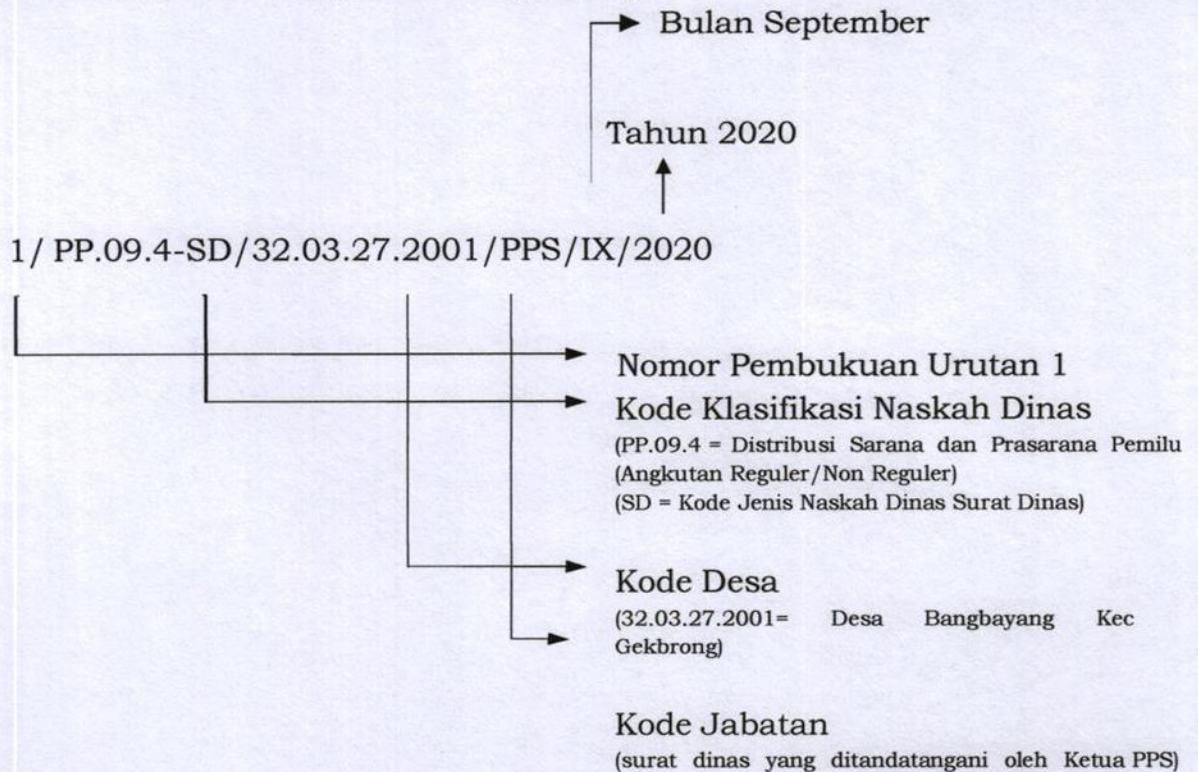 Bulan September
Tahun 2020
1/ PP.09.4-SD/32.03.27.2001/PPS/IX/2020
Nomor Pembukuan Urutan 1
Kode Klasifikasi Naskah Dinas
(PP.09.4 = Distribusi Sarana dan Prasarana Pemilu
(Angkutan Reguler/Non Reguler)
(SD = Kode Jenis Naskah Dinas Surat Dinas)
Kode Desa
(32.03.27.2001= Desa Bangbayang Kec
Gekbrong)
Kode Jabatan
(surat dinas yang ditandatangani oleh Ketua PPS)